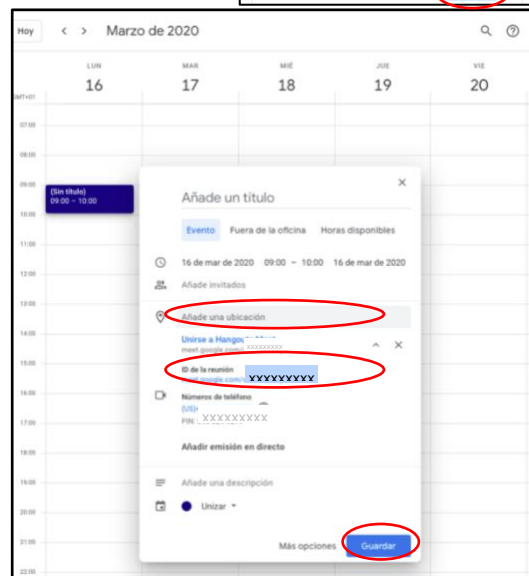 Hoy
Marzo de 2020
LUN MAR MIÉ JUE VIE
16 17 18 19 20
GMT+01
07:00
08:00
09:00
(Sin título)
09:00 – 10:00
10:00
11:00
12:00
13:00
14:00
15:00
16:00
17:00
18:00
19:00
20:00
21:00
22:00
Añade un título
Evento Fuera de la oficina Horas disponibles
16 de mar de 2020 09:00 – 10:00 16 de mar de 2020
Añade invitados
Añade una ubicación
Unirse a Hangouts
meet.google.com/ xxxxxxxxx
ID de la reunión
meet.google.com/ xxxxxxxxx
Números de teléfono
(US)
PIN: xxxxxxxxx
Añadir emisión en directo
Añade una descripción
Unizar
Más opciones Guardar